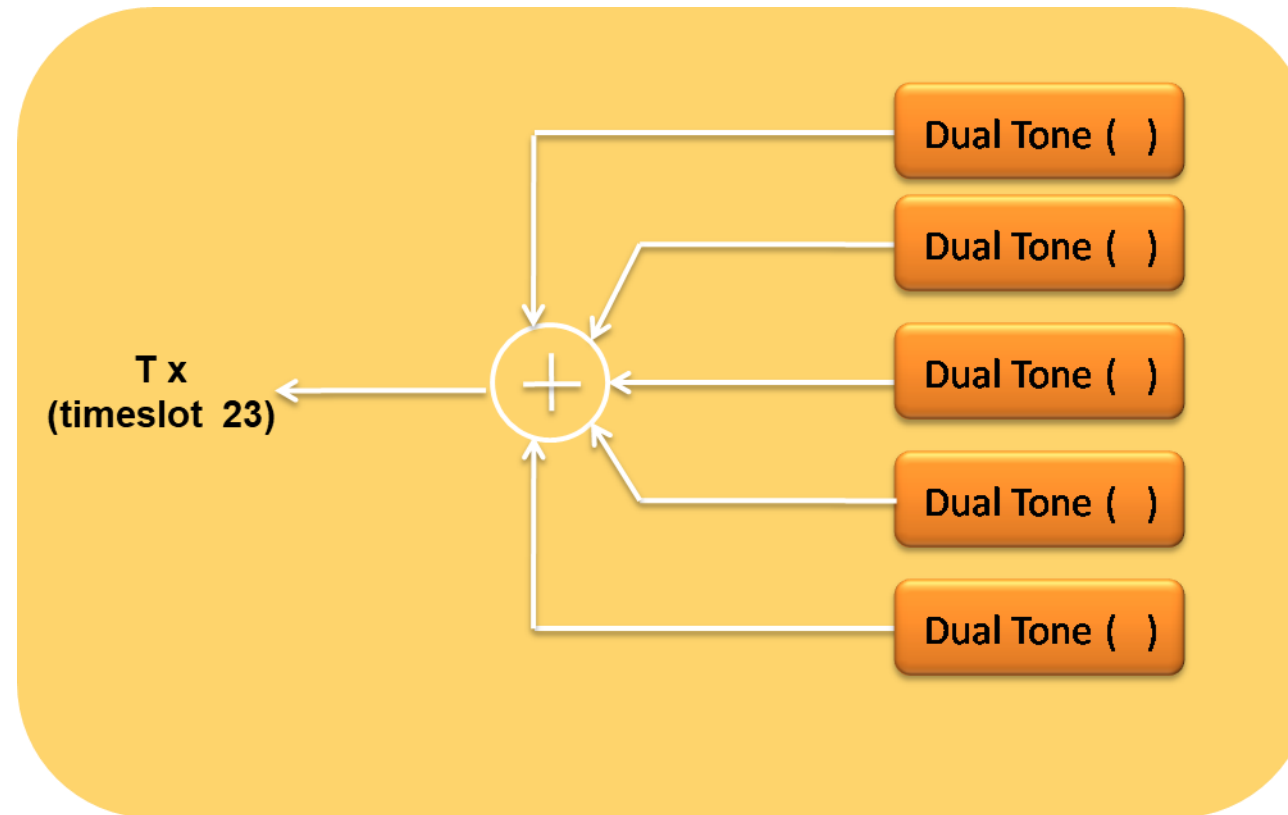 Dual Tone (  )
Dual Tone (  )
T x
(timeslot  23)
Dual Tone (  )
Dual Tone (  )
Dual Tone (  )